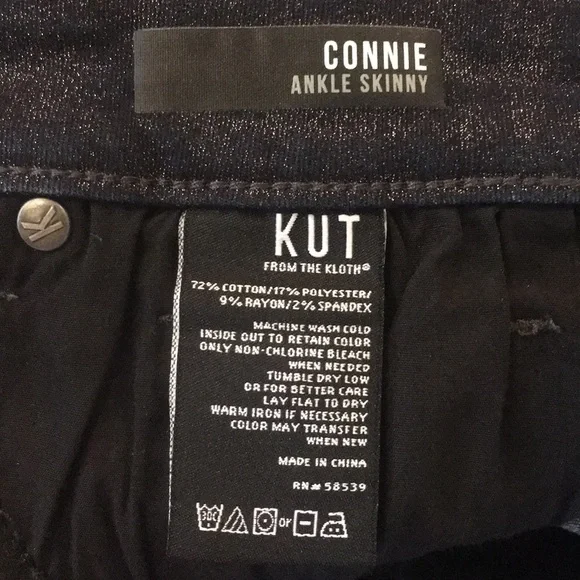 CONNIE
ANKLE SKINNY
KUT
FROM THE KLOTH®
72% COTTON/17% POLYESTER/
9% RAYON/2% SPANDEX
MACHINE WASH COLD
INSIDE OUT TO RETAIN COLOR
ONLY NON-CHLORINE BLEACH
WHEN NEEDED
TUMBLE DRY LOW
OR FOR BETTER CARE
LAY FLAT TO DRY
WARM IRON IF NECESSARY
COLOR MAY TRANSFER
WHEN NEW
MADE IN CHINA
RN# 58539
30C or